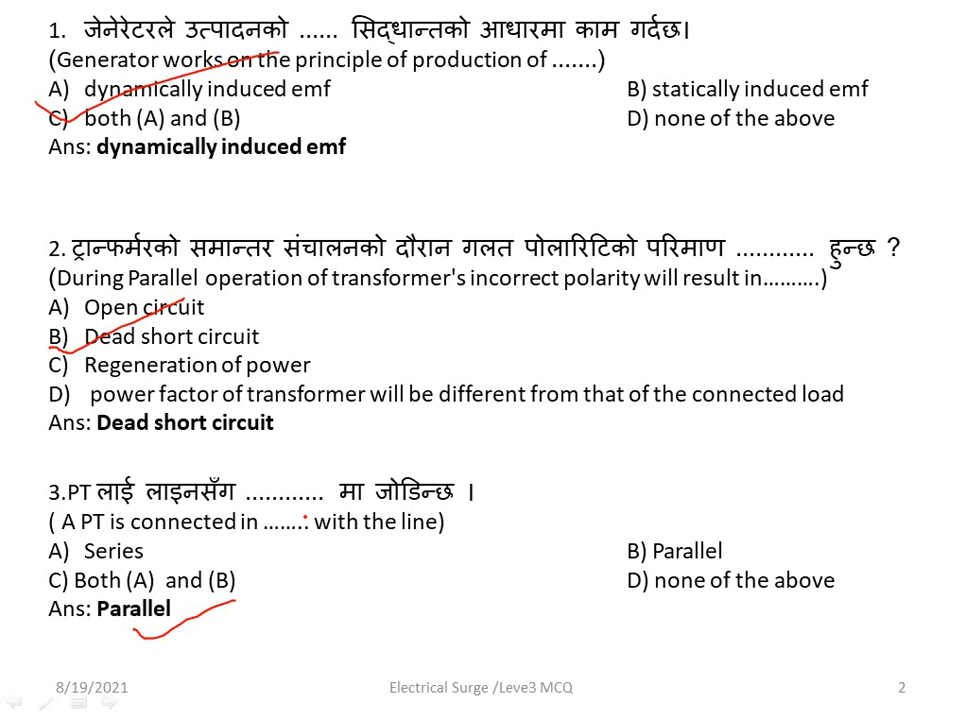 1. जेनेरेटरले उत्पादनको ...... सिद्धान्तको आधारमा काम गर्दछ।
(Generator works on the principle of production of .......)
A) dynamically induced emf B) statically induced emf
C) both (A) and (B) D) none of the above
Ans: dynamically induced emf
2. ट्रान्फर्मरको समान्तर संचालनको दौरान गलत पोलारिटिको परिमाण ............ हुन्छ ?
(During Parallel operation of transformer's incorrect polarity will result in..........)
A) Open circuit
B) Dead short circuit
C) Regeneration of power
D) power factor of transformer will be different from that of the connected load
Ans: Dead short circuit
3.PT लाई लाइनसँग ............ मा जोडिन्छ ।
( A PT is connected in ........ with the line)
A) Series B) Parallel
C) Both (A) and (B) D) none of the above
Ans: Parallel
8/19/2021 Electrical Surge /Leve3 MCQ 2